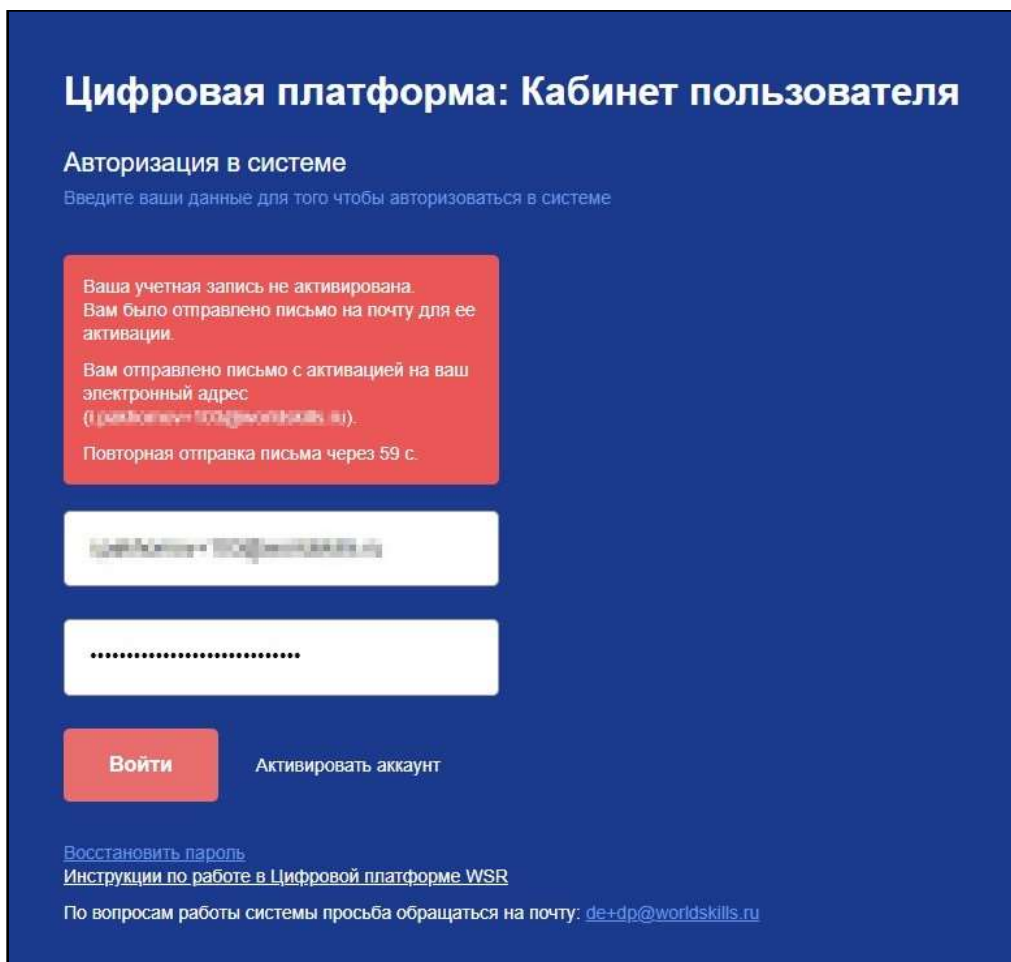 Цифровая платформа: Кабинет пользователя
Авторизация в системе
Введите ваши данные для того чтобы авторизоваться в системе
Ваша учетная запись не активирована.
Вам было отправлено письмо на почту для ее
активации.
Вам отправлено письмо с активацией на ваш
электронный адрес
Повторная отправка письма через 59 с.
Войти
Активировать аккаунт
Восстановить пароль
Инструкции по работе в Цифровой платформе WSR
По вопросам работы системы просьба обращаться на почту: de+dp@worldskills.ru